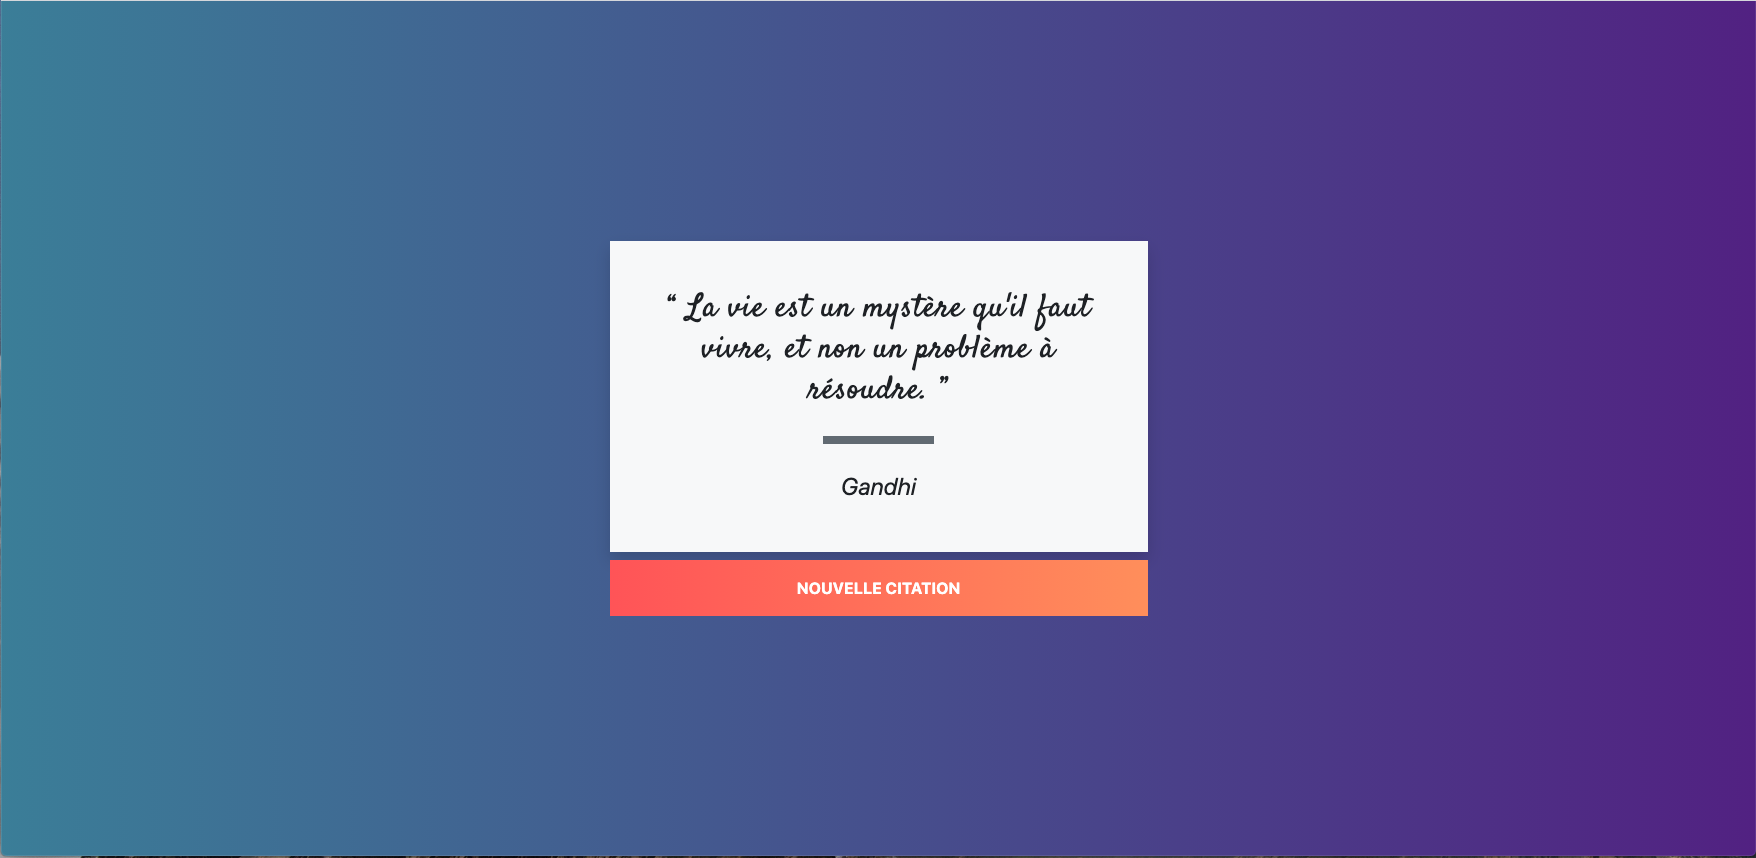 “ La vie est un mystère qu'il faut
vivre, et non un problème à
résoudre. ”
Gandhi
NOUVELLE CITATION